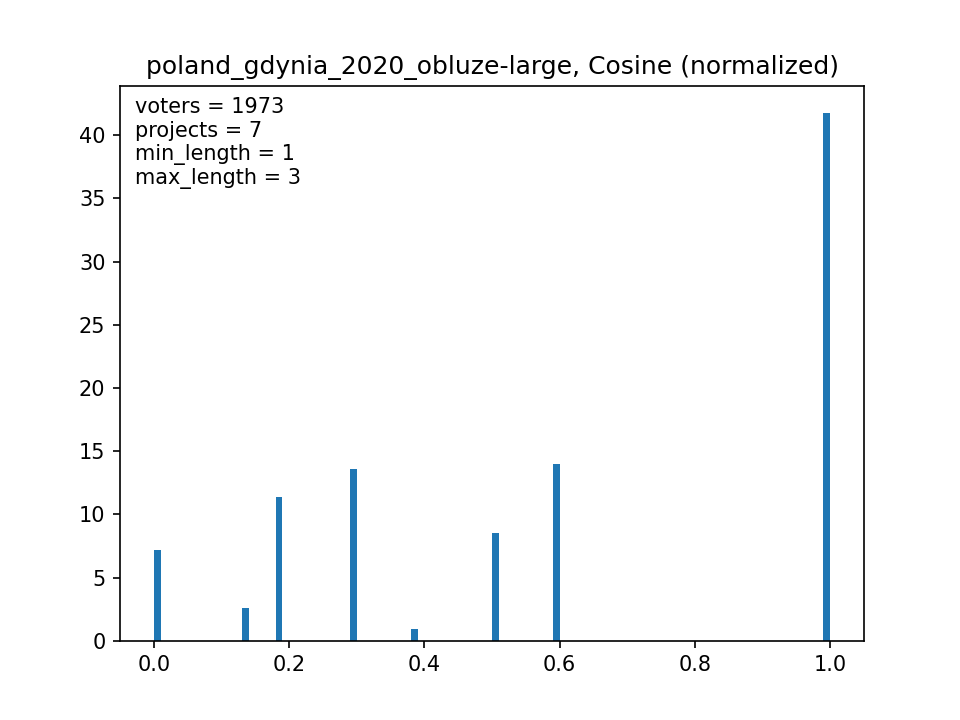 poland_gdynia_2020_obluze-large, Cosine (normalized)
voters = 1973
projects = 7
min_length = 1
max_length = 3
40
35
30
25
20
15
10
5
0
0.0 0.2 0.4 0.6 0.8 1.0